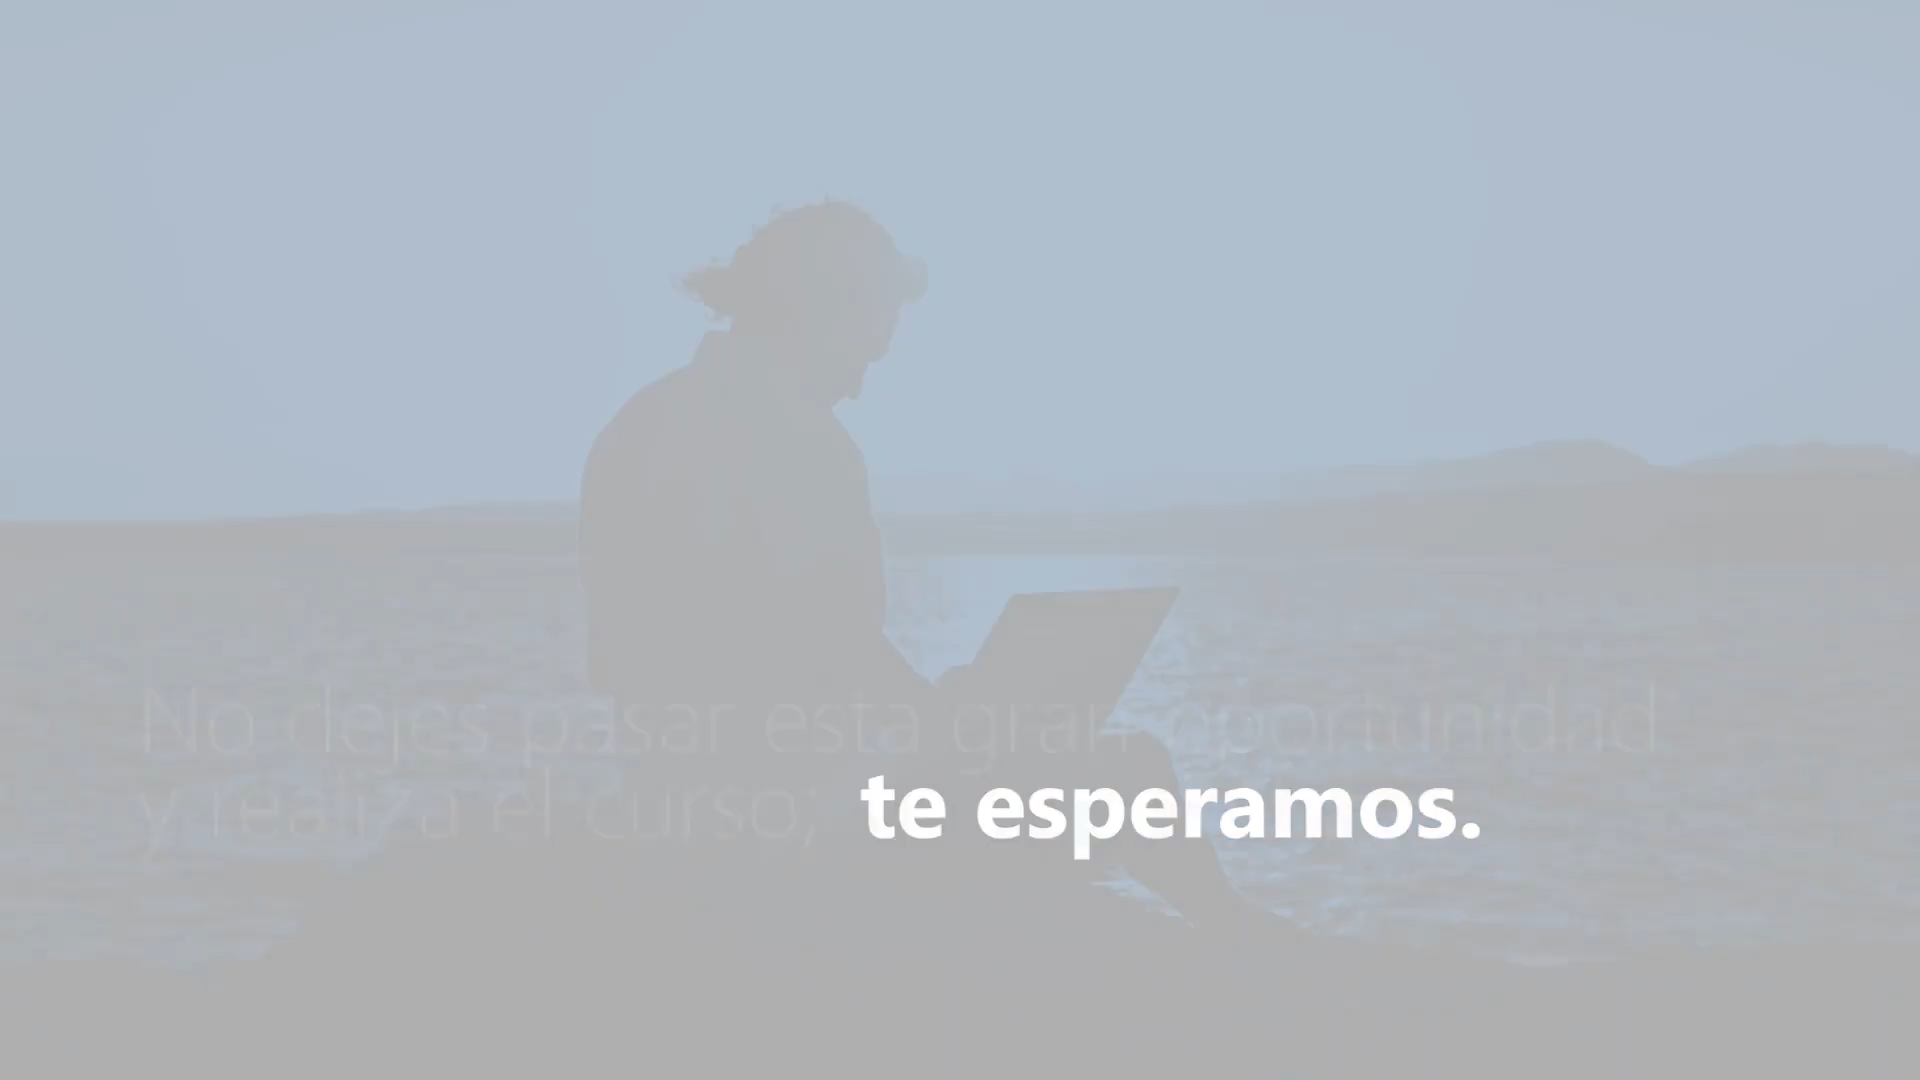 No dejes pasar esta gran oportunidad
y realiza el curso; te esperamos.